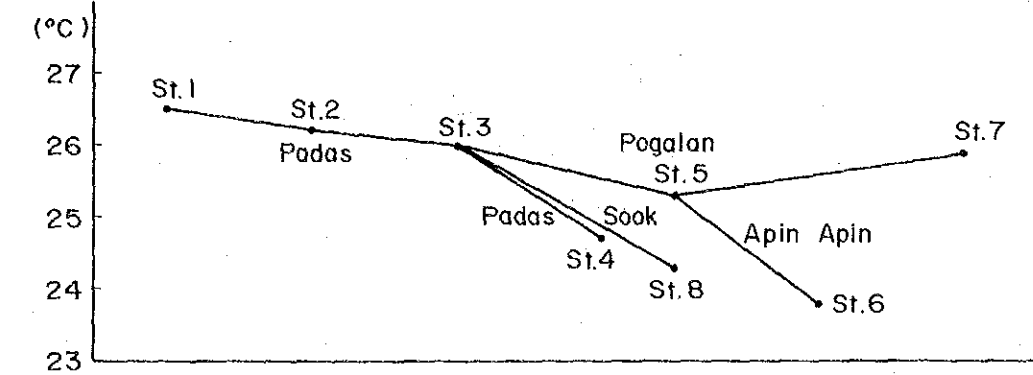 (°C)
27
26
25
24
23
St.1
St.2
Padas
St.3
Pogalan
St.5
St.7
Padas
Sook
Apin Apin
St.4
St.8
St.6